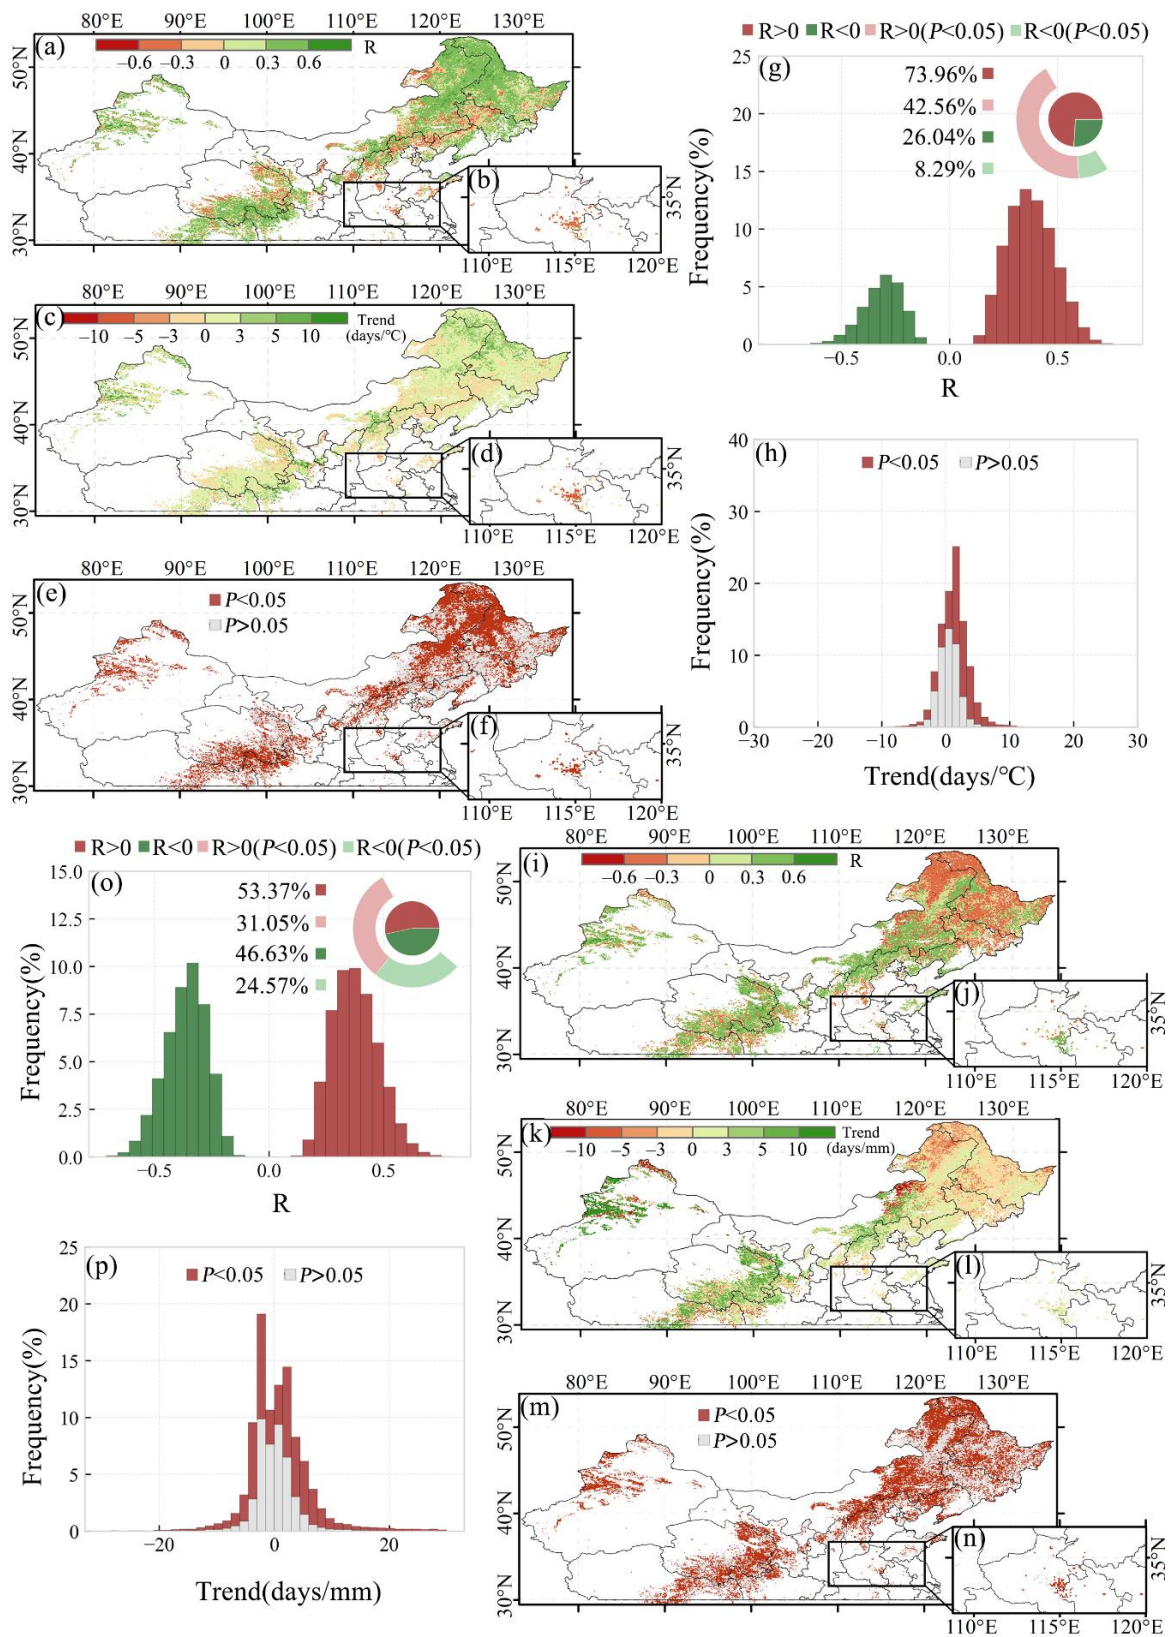 80°E 90°E 100°E 110°E 120°E 130°E
(a)
R
−0.6 −0.3 0 0.3 0.6
50°N
40°N
30°N
(b)
35°N
110°E 115°E 120°E
R>0 R<0 R>0(P<0.05) R<0(P<0.05)
(g)
73.96%
42.56%
26.04%
8.29%
25
20
15
10
5
0
Frequency(%)
−0.5 0.0 0.5
R
80°E 90°E 100°E 110°E 120°E 130°E
(c)
Trend
(days/°C)
−10 −5 −3 0 3 5 10
50°N
40°N
30°N
(d)
35°N
110°E 115°E 120°E
(h)
P<0.05 P>0.05
40
30
20
10
0
Frequency(%)
−30 −20 −10 0 10 20 30
Trend(days/°C)
80°E 90°E 100°E 110°E 120°E 130°E
(e)
P<0.05
P>0.05
50°N
40°N
30°N
(f)
35°N
110°E 115°E 120°E
R>0 R<0 R>0(P<0.05) R<0(P<0.05)
(o)
53.37%
31.05%
46.63%
24.57%
15.0
12.5
10.0
7.5
5.0
2.5
0.0
Frequency(%)
−0.5 0.0 0.5
R
80°E 90°E 100°E 110°E 120°E 130°E
(i)
R
−0.6 −0.3 0 0.3 0.6
50°N
40°N
30°N
(j)
35°N
110°E 115°E 120°E
80°E 90°E 100°E 110°E 120°E 130°E
(k)
Trend
(days/mm)
−10 −5 −3 0 3 5 10
50°N
40°N
30°N
(l)
35°N
110°E 115°E 120°E
(p)
P<0.05 P>0.05
25
20
15
10
5
0
Frequency(%)
−20 0 20
Trend(days/mm)
80°E 90°E 100°E 110°E 120°E 130°E
(m)
P<0.05
P>0.05
50°N
40°N
30°N
(n)
35°N
110°E 115°E 120°E